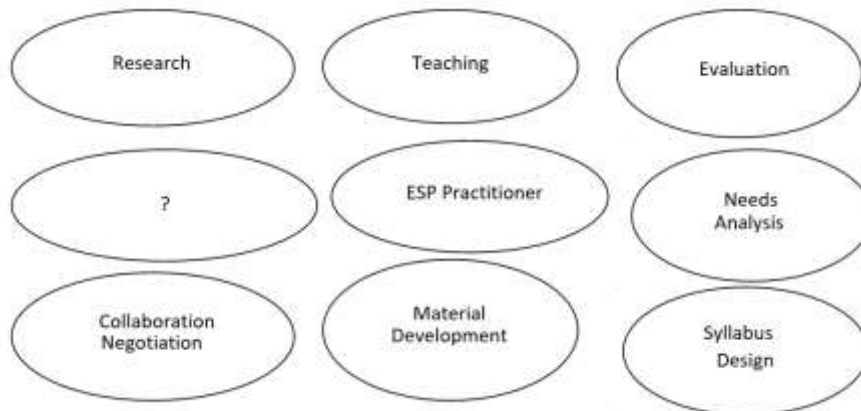 Research
Teaching
Evaluation
?
ESP Practitioner
Needs
Analysis
Collaboration
Negotiation
Material
Development
Syllabus
Design